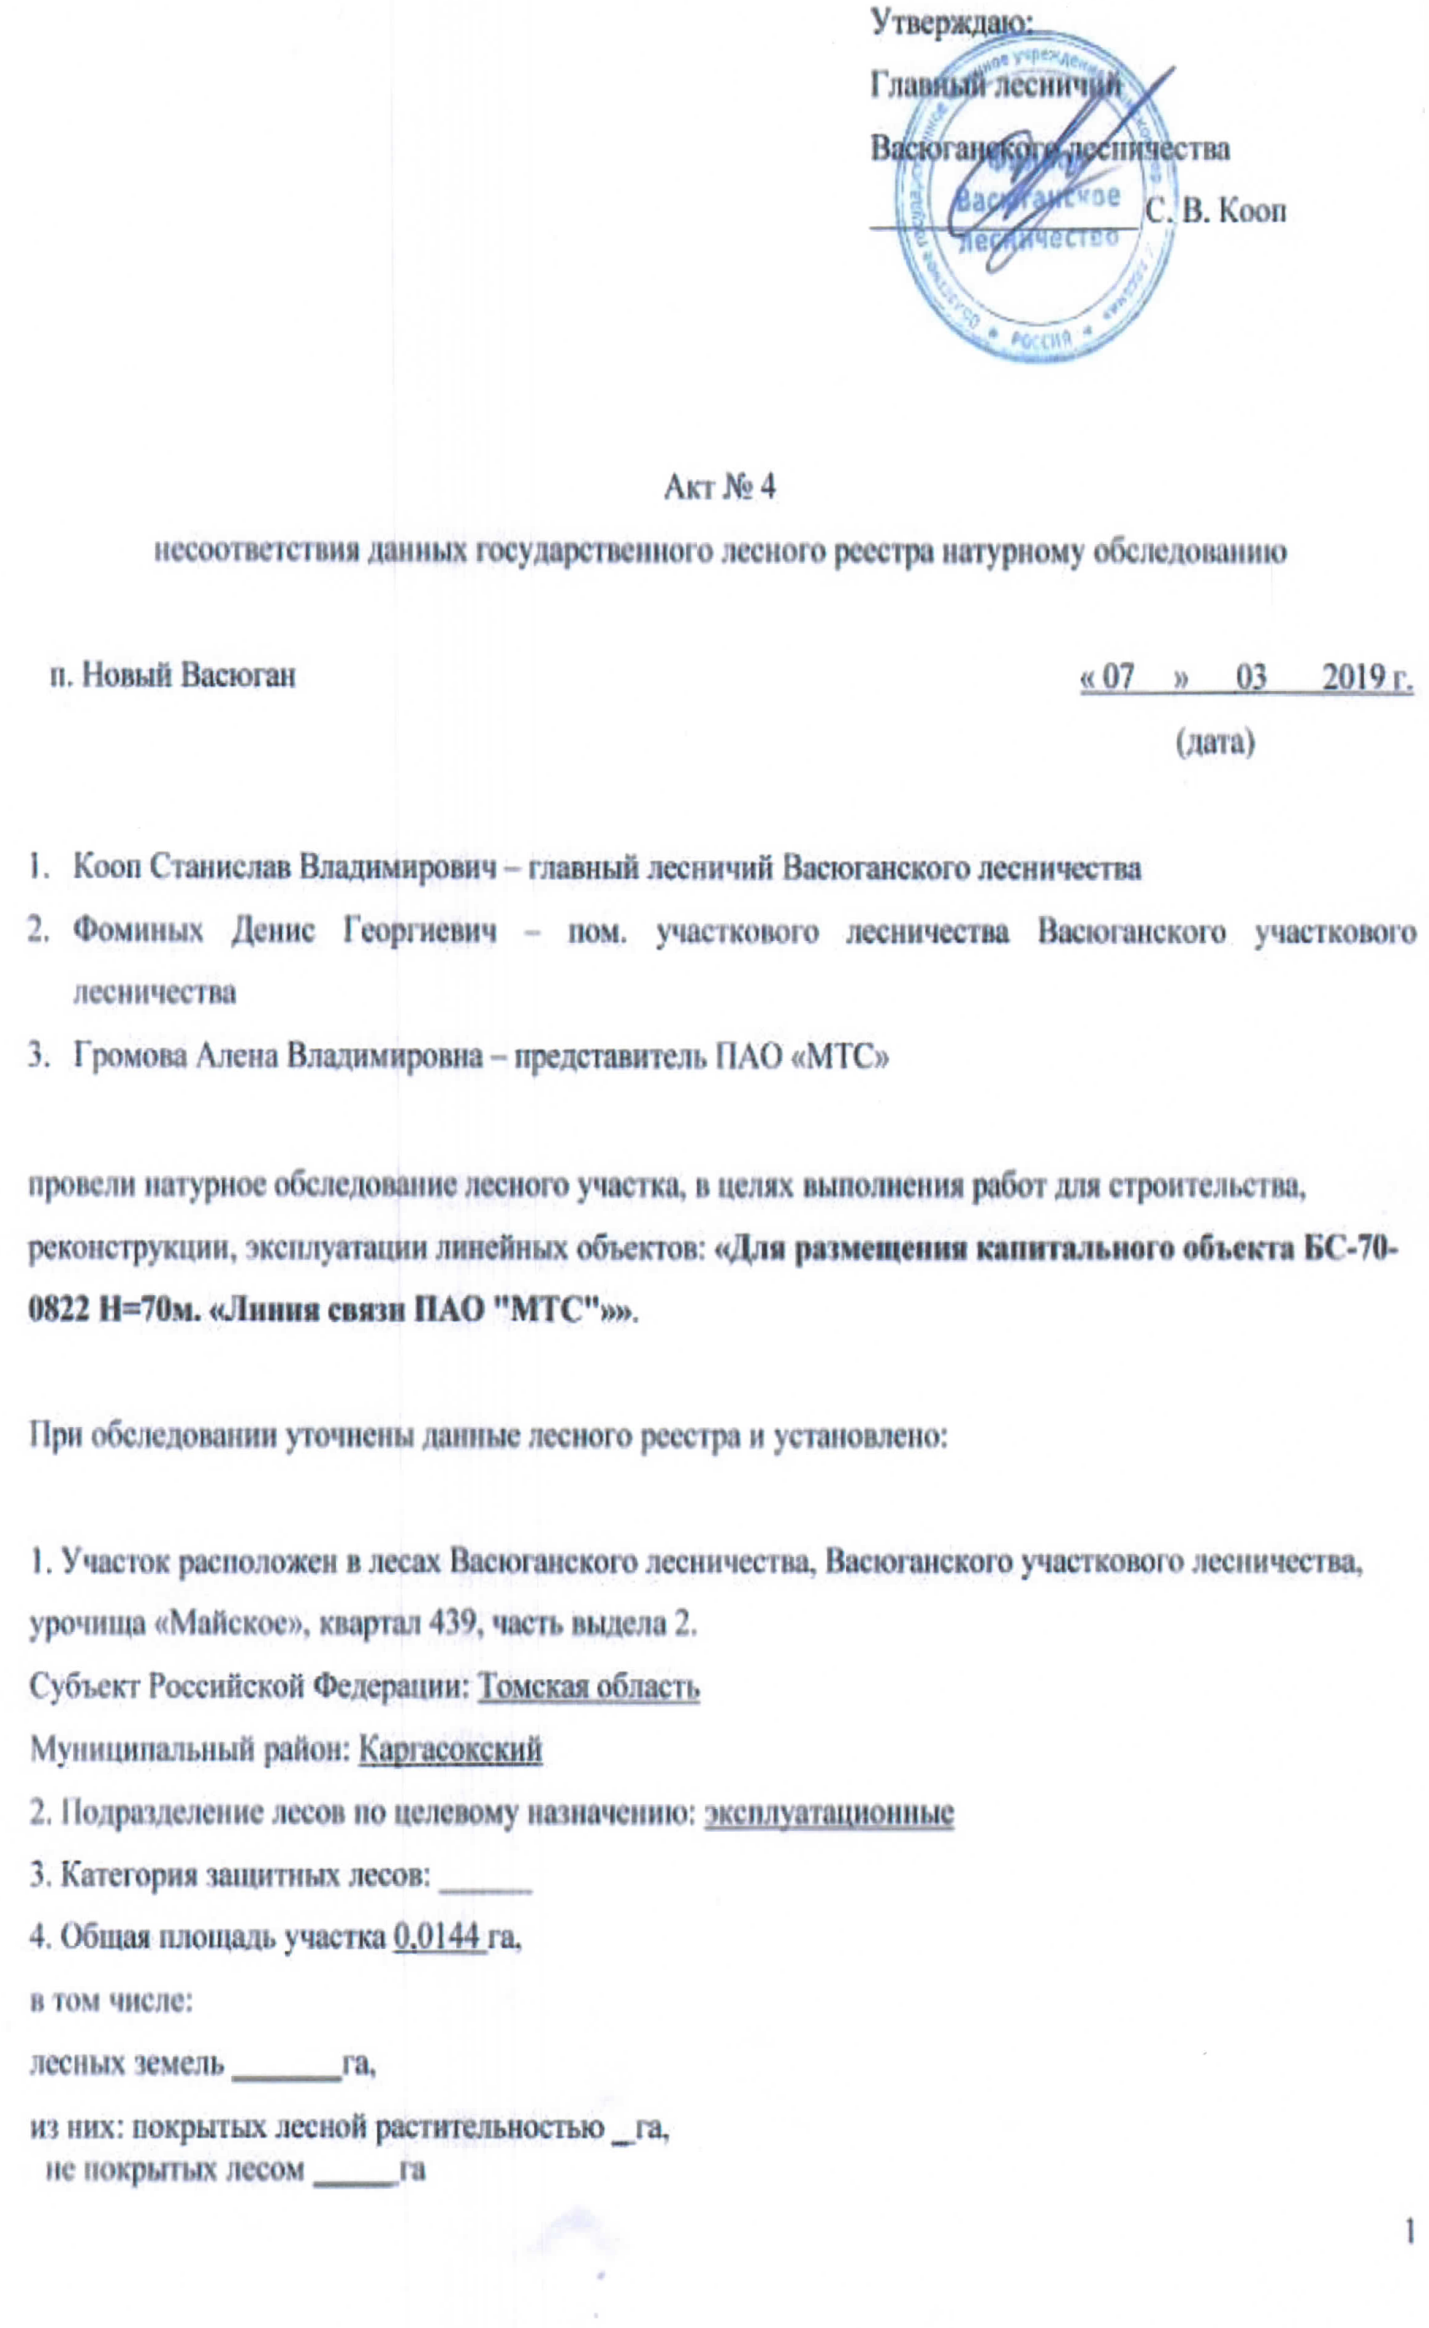 Утверждаю:
Главный лесничий
Васюганского лесничества
С. В. Кооп
Васюганское
лесничество
РОССИЯ
Акт № 4
несоответствия данных государственного лесного реестра натурному обследованию
п. Новый Васюган « 07 » 03 2019 г.
(дата)
1. Кооп Станислав Владимирович – главный лесничий Васюганского лесничества
2. Фоминых Денис Георгиевич – пом. участкового лесничества Васюганского участкового
лесничества
3. Громова Алена Владимировна – представитель ПАО «МТС»
провели натурное обследование лесного участка, в целях выполнения работ для строительства,
реконструкции, эксплуатации линейных объектов: «Для размещения капитального объекта БС-70-
0822 Н=70м. «Линия связи ПАО "МТС"»».
При обследовании уточнены данные лесного реестра и установлено:
1. Участок расположен в лесах Васюганского лесничества, Васюганского участкового лесничества,
урочища «Майское», квартал 439, часть выдела 2.
Субъект Российской Федерации: Томская область
Муниципальный район: Каргасокский
2. Подразделение лесов по целевому назначению: эксплуатационные
3. Категория защитных лесов: ______
4. Общая площадь участка 0,0144 га,
в том числе:
лесных земель _______га,
из них: покрытых лесной растительностью _га,
не покрытых лесом _____га
1